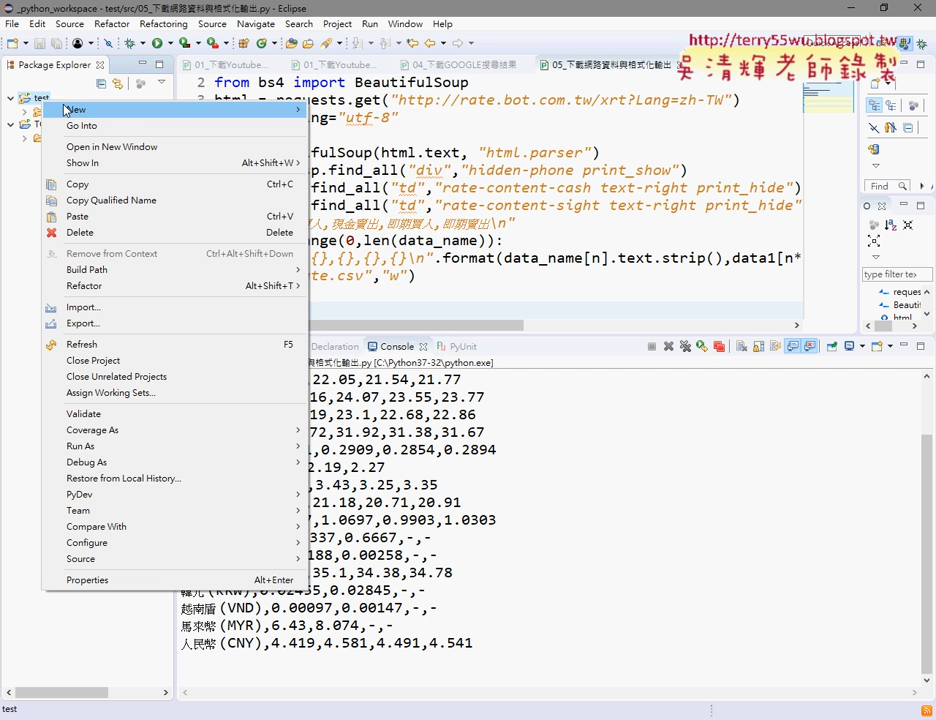 _python_workspace - test/src/05_下載網路資料與格式化輸出.py - Eclipse
File Edit Source Refactor Refactoring Source Navigate Search Project Run Window Help
http://terry55wu.blogspot.tw
吳清輝老師錄製
Package Explorer
01_下載Youtube...
01_下載Youtube...
04_下載GOOGLE搜尋結果
05_下載網路資料與格式化輸出
2 from bs4 import BeautifulSoup
html = requests.get("http://rate.bot.com.tw/xrt?Lang=zh-TW")
ng="utf-8"
fulSoup(html.text, "html.parser")
p.find_all("div","hidden-phone print_show")
find_all("td","rate-content-cash text-right print_hide")
find_all("td","rate-content-sight text-right print_hide"
買入,現金賣出,即期買入,即期賣出\n"
ange(0,len(data_name)):
{},{},{},{}\n".format(data_name[n].text.strip(),data1[n*
te.csv","w")
test
New
Go Into
Open in New Window
Show In Alt+Shift+W
Copy Ctrl+C
Copy Qualified Name
Paste Ctrl+V
Delete Delete
Remove from Context Ctrl+Alt+Shift+Down
Build Path
Refactor Alt+Shift+T
Import...
Export...
Refresh F5
Close Project
Close Unrelated Projects
Assign Working Sets...
Validate
Coverage As
Run As
Debug As
Restore from Local History...
PyDev
Team
Compare With
Configure
Source
Properties Alt+Enter
Find
type filter te
reques
Beautif
html
Declaration Console PyUnit
與格式化輸出.py [C:\Python37-32\python.exe]
22.05,21.54,21.77
16,24.07,23.55,23.77
19,23.1,22.68,22.86
72,31.92,31.38,31.67
,0.2909,0.2854,0.2894
2.19,2.27
3.43,3.25,3.35
21.18,20.71,20.91
,1.0697,0.9903,1.0303
337,0.6667,-,-
188,0.00258,-,-
35.1,34.38,34.78
韓元 (KRW),0.02455,0.02845,-,-
越南盾 (VND),0.00097,0.00147,-,-
馬來幣 (MYR),6.43,8.074,-,-
人民幣 (CNY),4.419,4.581,4.491,4.541
test